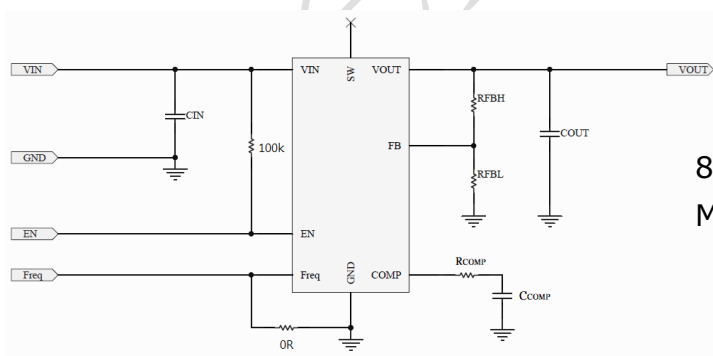 VIN
VIN
SW
VOUT
VOUT
RFBH
CIN
COUT
100k
FB
GND
RFBL
8
M
EN
EN
Freq
Freq
GND
COMP
RCOMP
CCOMP
0R